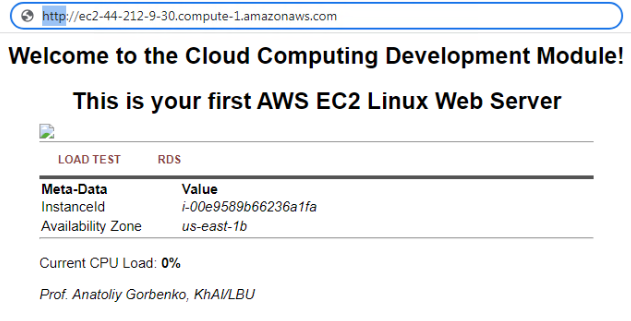 http://ec2-44-212-9-30.compute-1.amazonaws.com
Welcome to the Cloud Computing Development Module!
This is your first AWS EC2 Linux Web Server
LOAD TEST RDS
Meta-Data Value
InstanceId i-00e9589b66236a1fa
Availability Zone us-east-1b
Current CPU Load: 0%
Prof. Anatoliy Gorbenko, KhAI/LBU